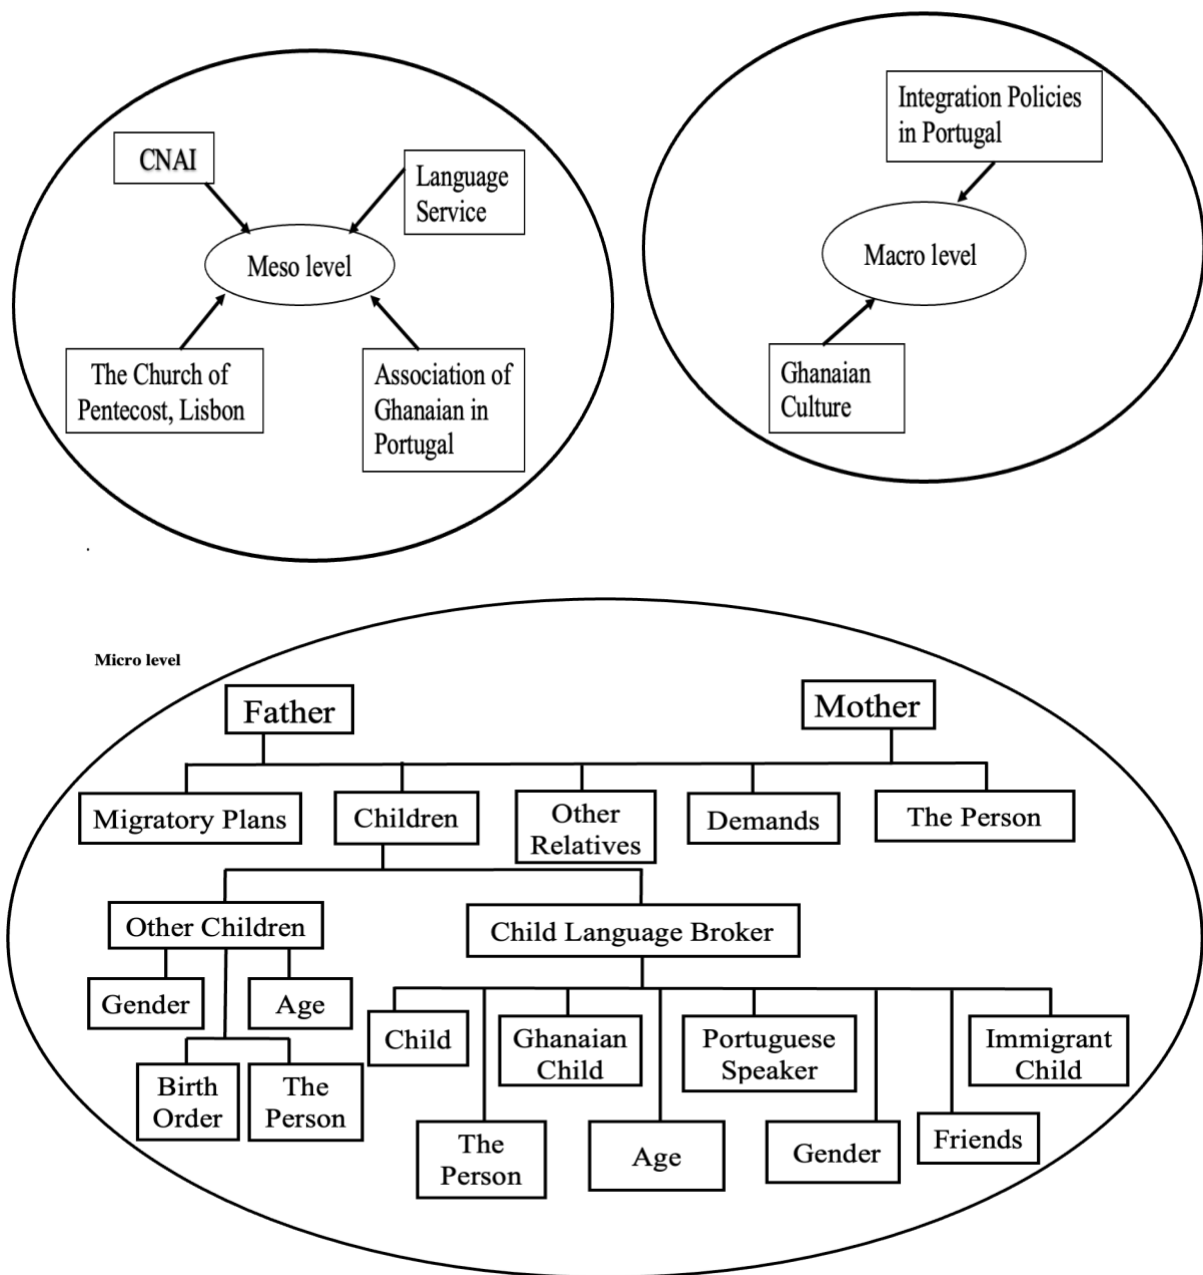 CNAI
Language
Service
Meso level
The Church of
Pentecost, Lisbon
Association of
Ghanaian in
Portugal
Integration Policies
in Portugal
Macro level
Ghanaian
Culture
.
Micro level
Father
Mother
Migratory Plans
Children
Other
Relatives
Demands
The Person
Other Children
Child Language Broker
Gender
Age
Birth
Order
The
Person
Child
Ghanaian
Child
Portuguese
Speaker
Immigrant
Child
The
Person
Age
Gender
Friends